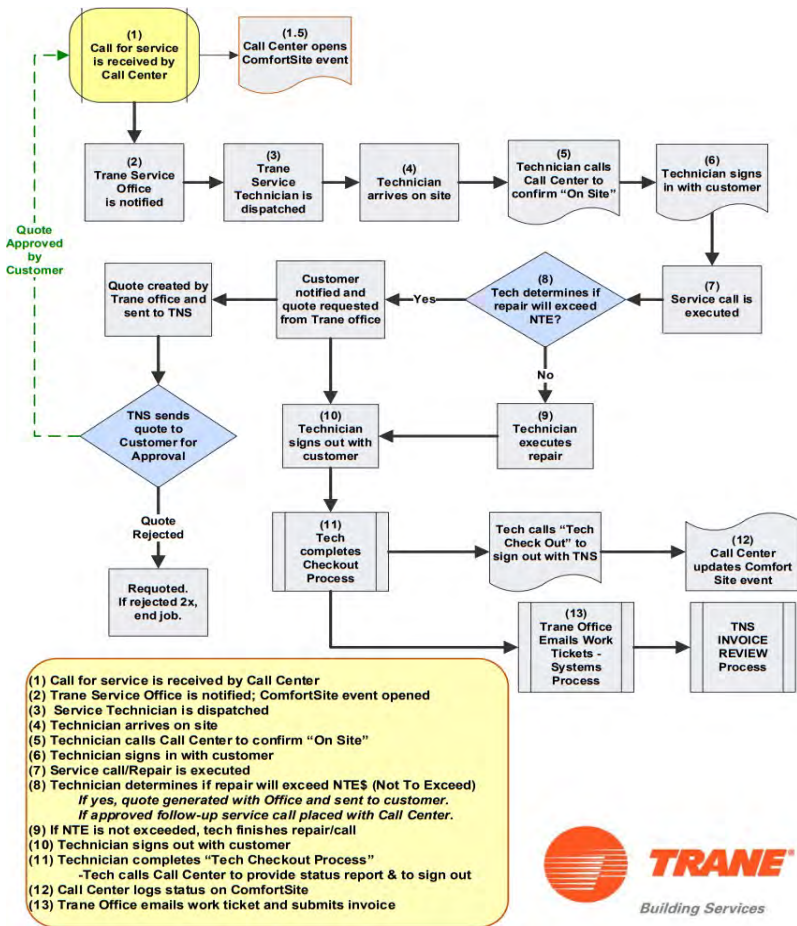 (1)
Call for service
is received by
Call Center
(1.5)
Call Center opens
ComfortSite event
(2)
Trane Service
Office
is notified
(3)
Trane
Service
Technician is
dispatched
(4)
Technician
arrives on site
(5)
Technician calls
Call Center to
confirm “On Site”
(6)
Technician signs
in with customer
Quote
Approved
by
Customer
Quote created by
Trane office and
sent to TNS
Customer
notified and
quote requested
from Trane office
Yes
(8)
Tech determines if
repair will exceed
NTE?
(7)
Service call is
executed
No
TNS sends
quote to
Customer for
Approval
(10)
Technician
signs out with
customer
(9)
Technician
executes
repair
Quote
Rejected
(11)
Tech
completes
Checkout
Process
Tech calls “Tech
Check Out” to
sign out with TNS
(12)
Call Center
updates Comfort
Site event
Requoted.
If rejected 2x,
end job.
(13)
Trane Office
Emails Work
Tickets -
Systems
Process
TNS
INVOICE
REVIEW
Process
(1) Call for service is received by Call Center
(2) Trane Service Office is notified; ComfortSite event opened
(3) Service Technician is dispatched
(4) Technician arrives on site
(5) Technician calls Call Center to confirm “On Site”
(6) Technician signs in with customer
(7) Service call/Repair is executed
(8) Technician determines if repair will exceed NTE$ (Not To Exceed)
If yes, quote generated with Office and sent to customer.
If approved follow-up service call placed with Call Center.
(9) If NTE is not exceeded, tech finishes repair/call
(10) Technician signs out with customer
(11) Technician completes “Tech Checkout Process”
-Tech calls Call Center to provide status report & to sign out
(12) Call Center logs status on ComfortSite
(13) Trane Office emails work ticket and submits invoice
TRANE®
Building Services